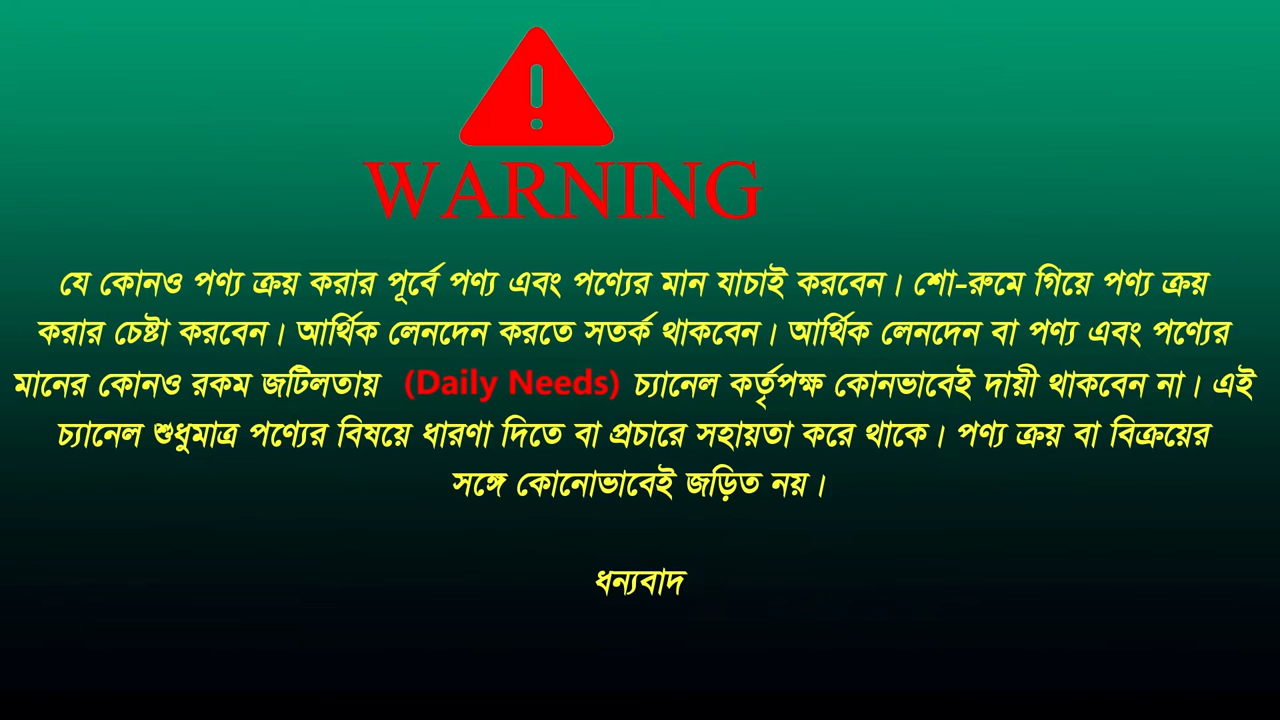 WARNING
যে কোনও পণ্য ক্রয় করার পূর্বে পণ্য এবং পণ্যের মান যাচাই করবেন। শো-রুমে গিয়ে পণ্য ক্রয়
করার চেষ্টা করবেন। আর্থিক লেনদেন করতে সতর্ক থাকবেন। আর্থিক লেনদেন বা পণ্য এবং পণ্যের
মানের কোনও রকম জটিলতায় (Daily Needs) চ্যানেল কর্তৃপক্ষ কোনভাবেই দায়ী থাকবেন না। এই
চ্যানেল শুধুমাত্র পণ্যের বিষয়ে ধারণা দিতে বা প্রচারে সহায়তা করে থাকে। পণ্য ক্রয় বা বিক্রয়ের
সঙ্গে কোনোভাবেই জড়িত নয়।
ধন্যবাদ